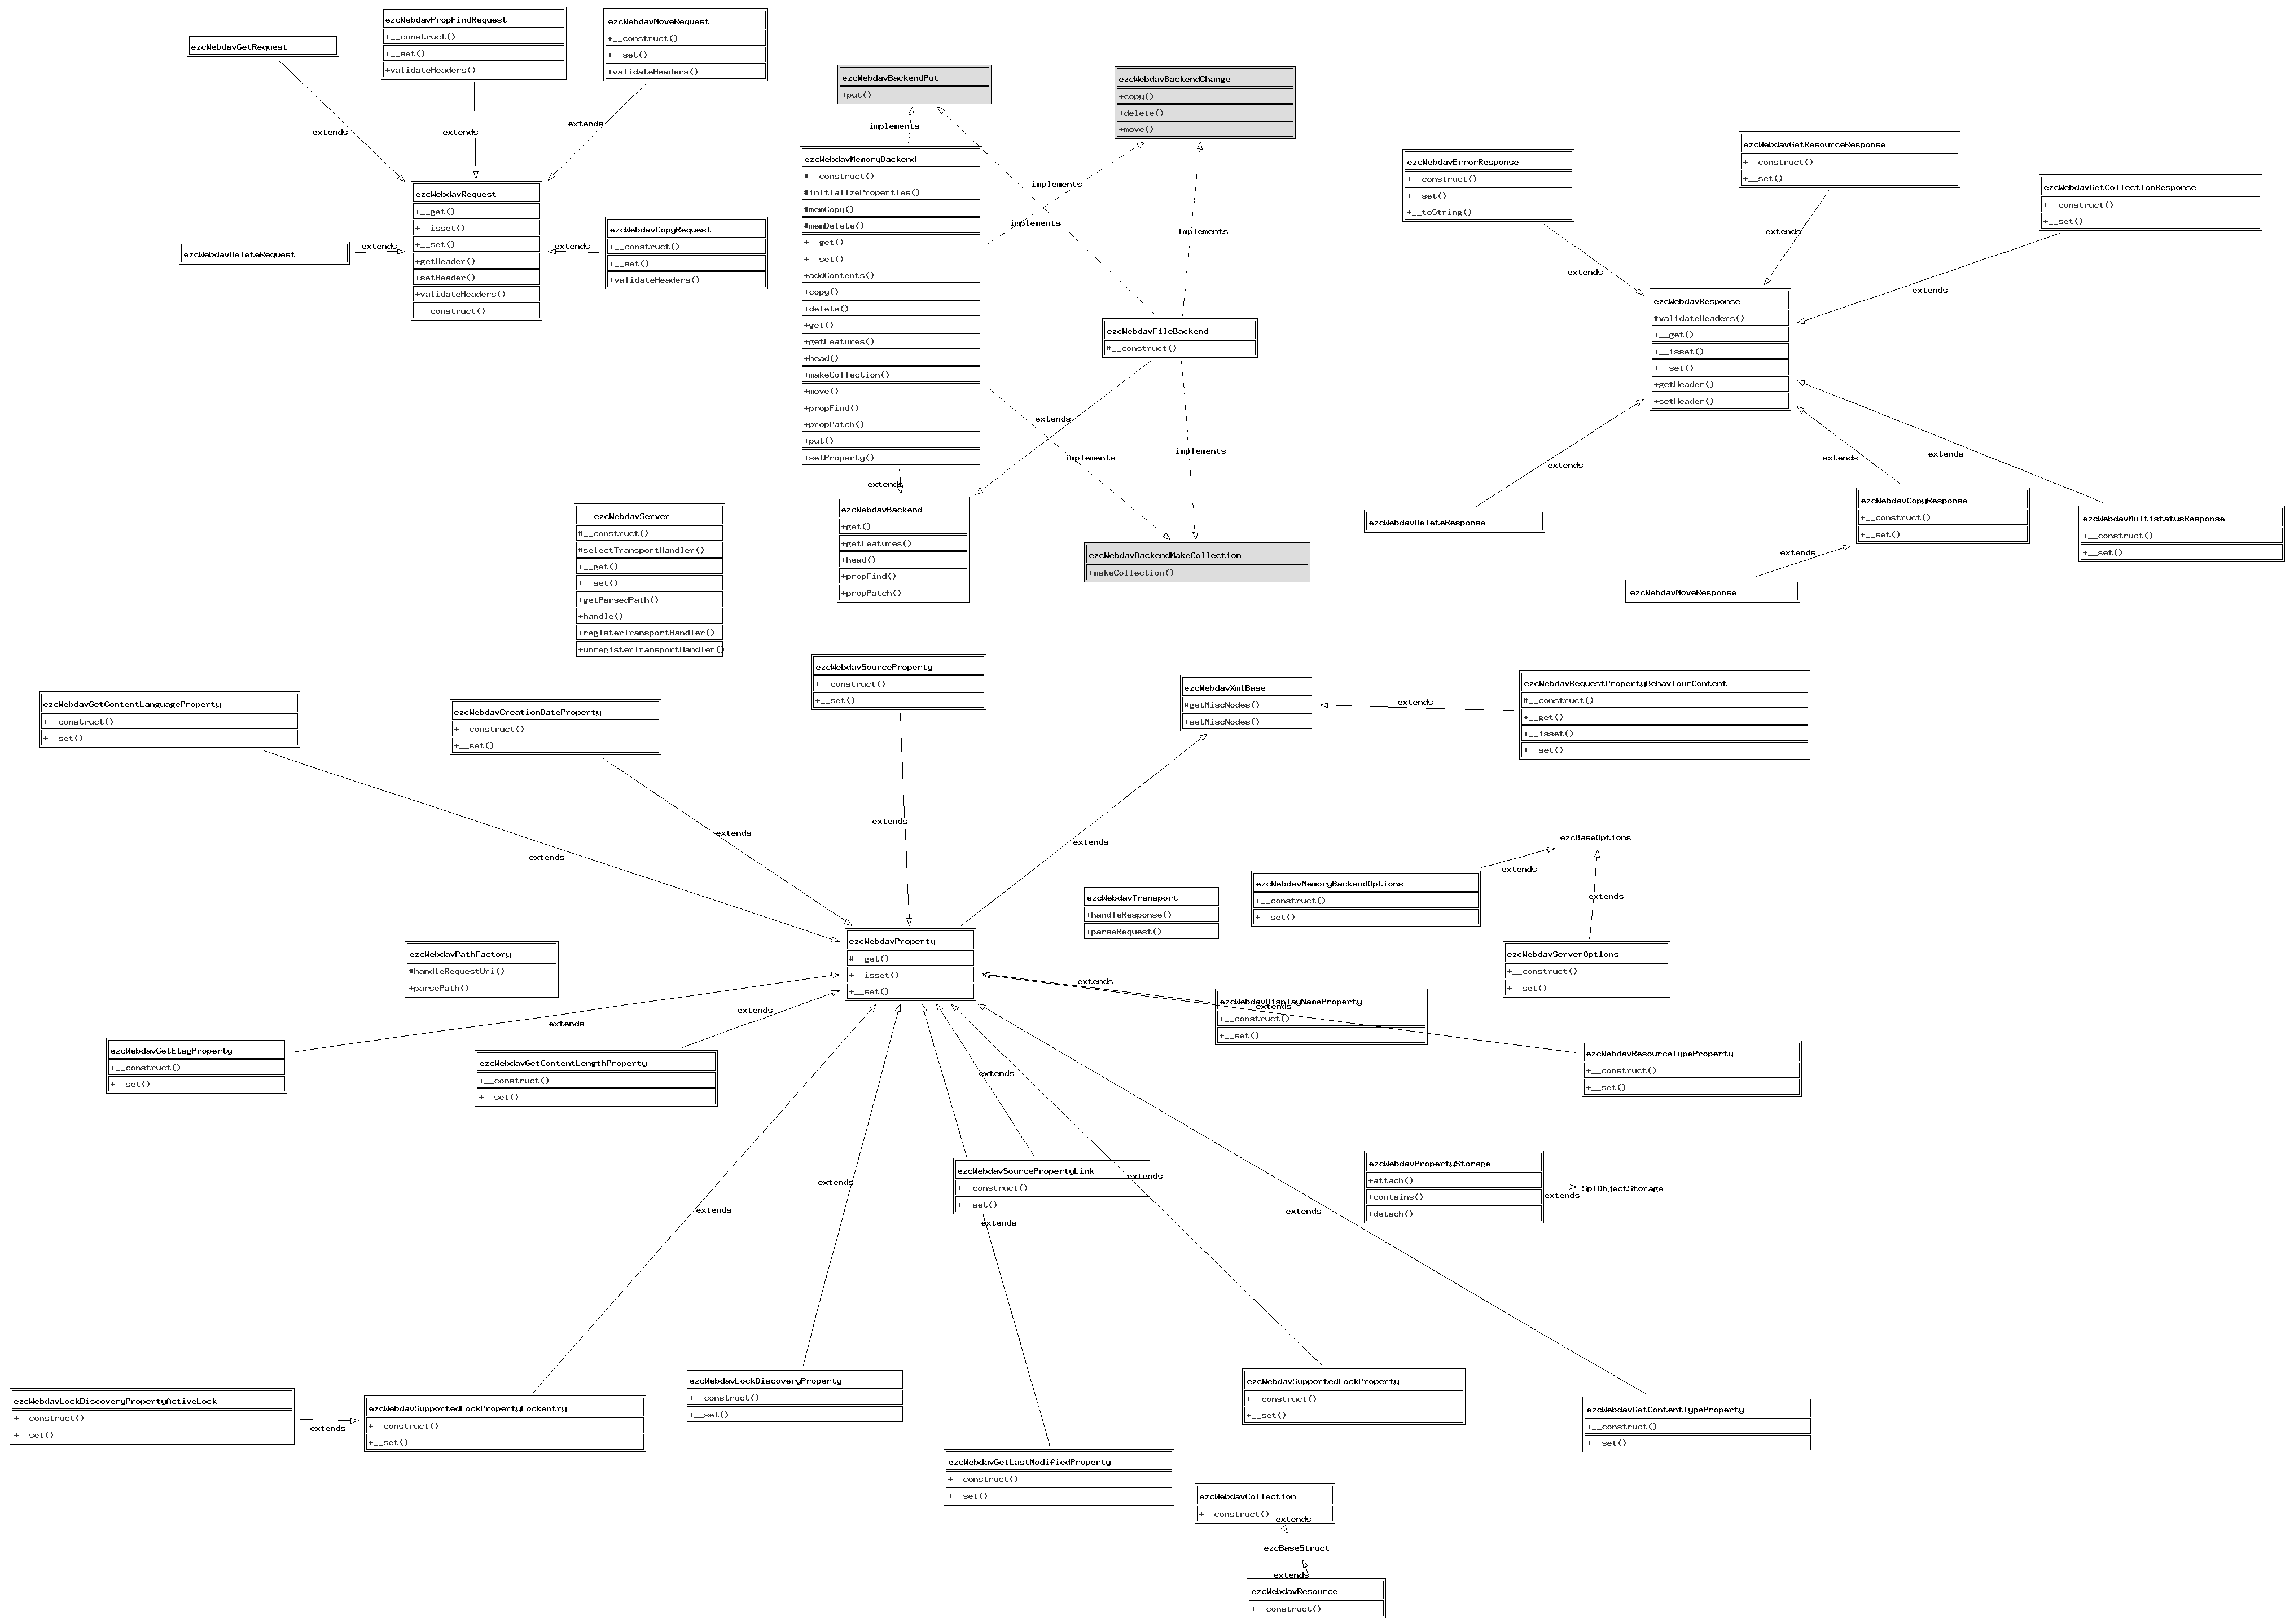 ezcWebdavGetRequest
ezcWebdavPropFindRequest
+__construct()
+__set()
+validateHeaders()
ezcWebdavMoveRequest
+__construct()
+__set()
+validateHeaders()
extends
extends
extends
ezcWebdavRequest
+__get()
+__isset()
+__set()
+getHeader()
+setHeader()
+validateHeaders()
-__construct()
ezcWebdavDeleteRequest
extends
extends
ezcWebdavCopyRequest
+__construct()
+__set()
+validateHeaders()
ezcWebdavBackendPut
+put()
ezcWebdavBackendChange
+copy()
+delete()
+move()
implements
ezcWebdavMemoryBackend
#__construct()
#initializeProperties()
#memCopy()
#memDelete()
+__get()
+__set()
+addContents()
+copy()
+delete()
+get()
+getFeatures()
+head()
+makeCollection()
+move()
+propFind()
+propPatch()
+put()
+setProperty()
implements
implements
implements
ezcWebdavFileBackend
#__construct()
extends
implements
implements
extends
ezcWebdavBackend
+get()
+getFeatures()
+head()
+propFind()
+propPatch()
ezcWebdavBackendMakeCollection
+makeCollection()
ezcWebdavErrorResponse
+__construct()
+__set()
+__toString()
ezcWebdavGetResourceResponse
+__construct()
+__set()
ezcWebdavGetCollectionResponse
+__construct()
+__set()
extends
extends
extends
ezcWebdavResponse
#validateHeaders()
+__get()
+__isset()
+__set()
+getHeader()
+setHeader()
extends
extends
extends
ezcWebdavDeleteResponse
ezcWebdavCopyResponse
+__construct()
+__set()
ezcWebdavMultistatusResponse
+__construct()
+__set()
extends
ezcWebdavMoveResponse
ezcWebdavServer
#__construct()
#selectTransportHandler()
+__get()
+__set()
+getParsedPath()
+handle()
+registerTransportHandler()
+unregisterTransportHandler()
ezcWebdavGetContentLanguageProperty
+__construct()
+__set()
ezcWebdavCreationDateProperty
+__construct()
+__set()
ezcWebdavSourceProperty
+__construct()
+__set()
ezcWebdavXmlBase
#getMiscNodes()
+setMiscNodes()
extends
ezcWebdavRequestPropertyBehaviourContent
#__construct()
+__get()
+__isset()
+__set()
extends
extends
extends
extends
ezcBaseOptions
extends
extends
ezcWebdavMemoryBackendOptions
+__construct()
+__set()
ezcWebdavServerOptions
+__construct()
+__set()
ezcWebdavTransport
+handleResponse()
+parseRequest()
ezcWebdavPathFactory
#handleRequestUri()
+parsePath()
ezcWebdavProperty
#__get()
+__isset()
+__set()
extends
extends
extends
extends
ezcWebdavDisplayNameProperty
+__construct()
+__set()
ezcWebdavResourceTypeProperty
+__construct()
+__set()
ezcWebdavGetEtagProperty
+__construct()
+__set()
ezcWebdavGetContentLengthProperty
+__construct()
+__set()
extends
ezcWebdavSourcePropertyLink
+__construct()
+__set()
extends
extends
extends
extends
extends
ezcWebdavPropertyStorage
+attach()
+contains()
+detach()
extends
SplObjectStorage
ezcWebdavLockDiscoveryPropertyActiveLock
+__construct()
+__set()
extends
ezcWebdavSupportedLockPropertyLockentry
+__construct()
+__set()
ezcWebdavLockDiscoveryProperty
+__construct()
+__set()
ezcWebdavGetLastModifiedProperty
+__construct()
+__set()
ezcWebdavSupportedLockProperty
+__construct()
+__set()
ezcWebdavGetContentTypeProperty
+__construct()
+__set()
ezcWebdavCollection
+__construct()
extends
ezcBaseStruct
extends
ezcWebdavResource
+__construct()